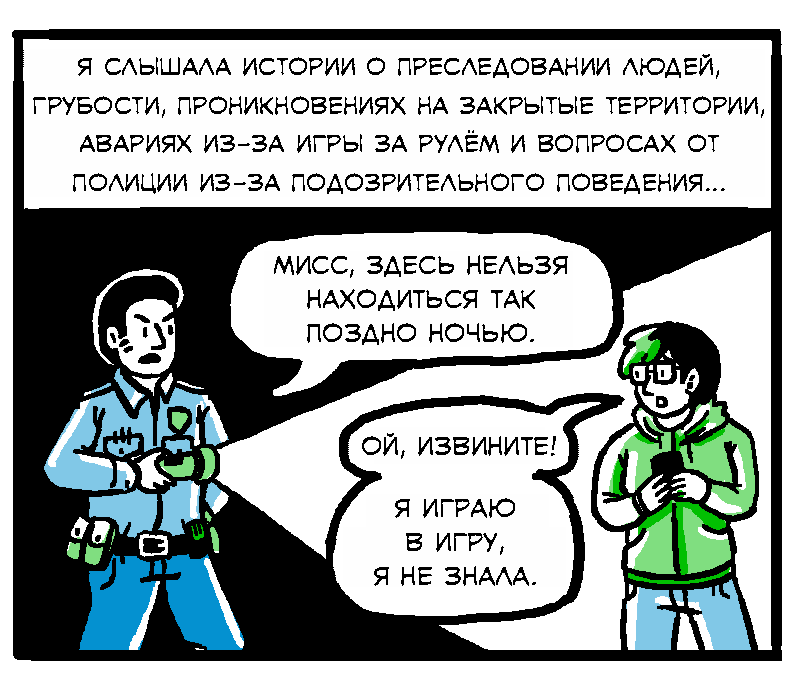 Я СЛЫШАЛА ИСТОРИИ О ПРЕСЛЕДОВАНИИ ЛЮДЕЙ,
ГРУБОСТИ, ПРОНИКНОВЕНИЯХ НА ЗАКРЫТЫЕ ТЕРРИТОРИИ,
АВАРИЯХ ИЗ-ЗА ИГРЫ ЗА РУЛЁМ И ВОПРОСАХ ОТ
ПОЛИЦИИ ИЗ-ЗА ПОДОЗРИТЕЛЬНОГО ПОВЕДЕНИЯ...
МИСС, ЗДЕСЬ НЕЛЬЗЯ
НАХОДИТЬСЯ ТАК
ПОЗДНО НОЧЬЮ.
ОЙ, ИЗВИНИТЕ!
Я ИГРАЮ
В ИГРУ,
Я НЕ ЗНАЛА.